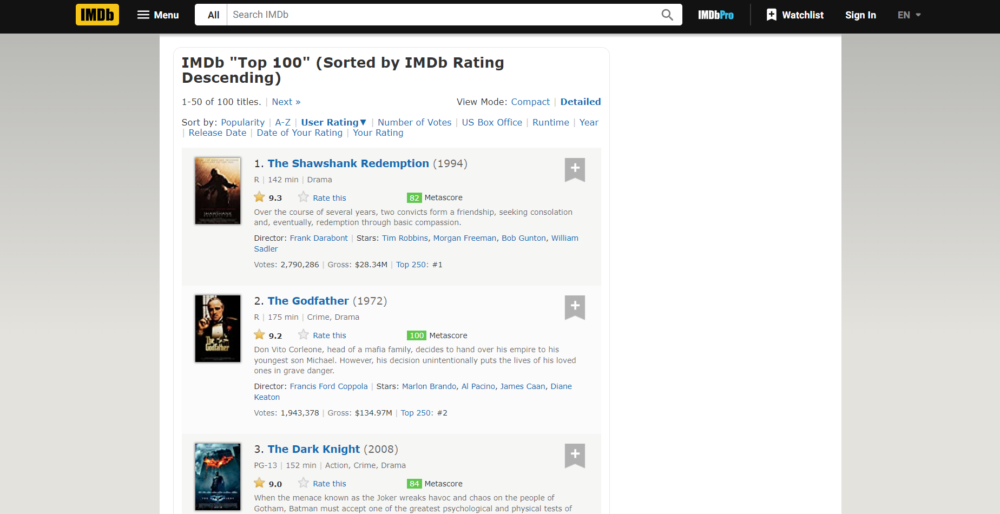 IMDb Menu All Search IMDb IMDbPro Watchlist Sign In EN
IMDb "Top 100" (Sorted by IMDb Rating
Descending)
1-50 of 100 titles. | Next »
View Mode: Compact | Detailed
Sort by: Popularity | A-Z | User Rating▼ | Number of Votes | US Box Office | Runtime | Year
| Release Date | Date of Your Rating | Your Rating
SHAWSHANK
1. The Shawshank Redemption (1994)
R | 142 min | Drama
9.3 Rate this 82 Metascore
Over the course of several years, two convicts form a friendship, seeking consolation
and, eventually, redemption through basic compassion.
Director: Frank Darabont | Stars: Tim Robbins, Morgan Freeman, Bob Gunton, William
Sadler
Votes: 2,790,286 | Gross: $28.34M | Top 250: #1
The
Godfather
2. The Godfather (1972)
R | 175 min | Crime, Drama
9.2 Rate this 100 Metascore
Don Vito Corleone, head of a mafia family, decides to hand over his empire to his
youngest son Michael. However, his decision unintentionally puts the lives of his loved
ones in grave danger.
Director: Francis Ford Coppola | Stars: Marlon Brando, Al Pacino, James Caan, Diane
Keaton
Votes: 1,943,378 | Gross: $134.97M | Top 250: #2
THE DARK KNIGHT
3. The Dark Knight (2008)
PG-13 | 152 min | Action, Crime, Drama
9.0 Rate this 84 Metascore
When the menace known as the Joker wreaks havoc and chaos on the people of
Gotham, Batman must accept one of the greatest psychological and physical tests of